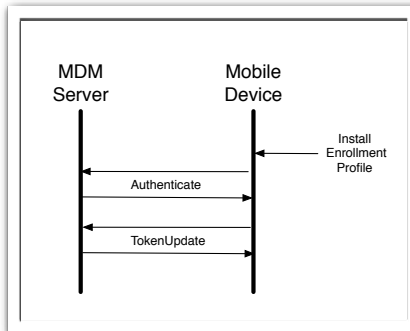 MDM
Server
Mobile
Device
Install
Enrollment
Profile
Authenticate
TokenUpdate